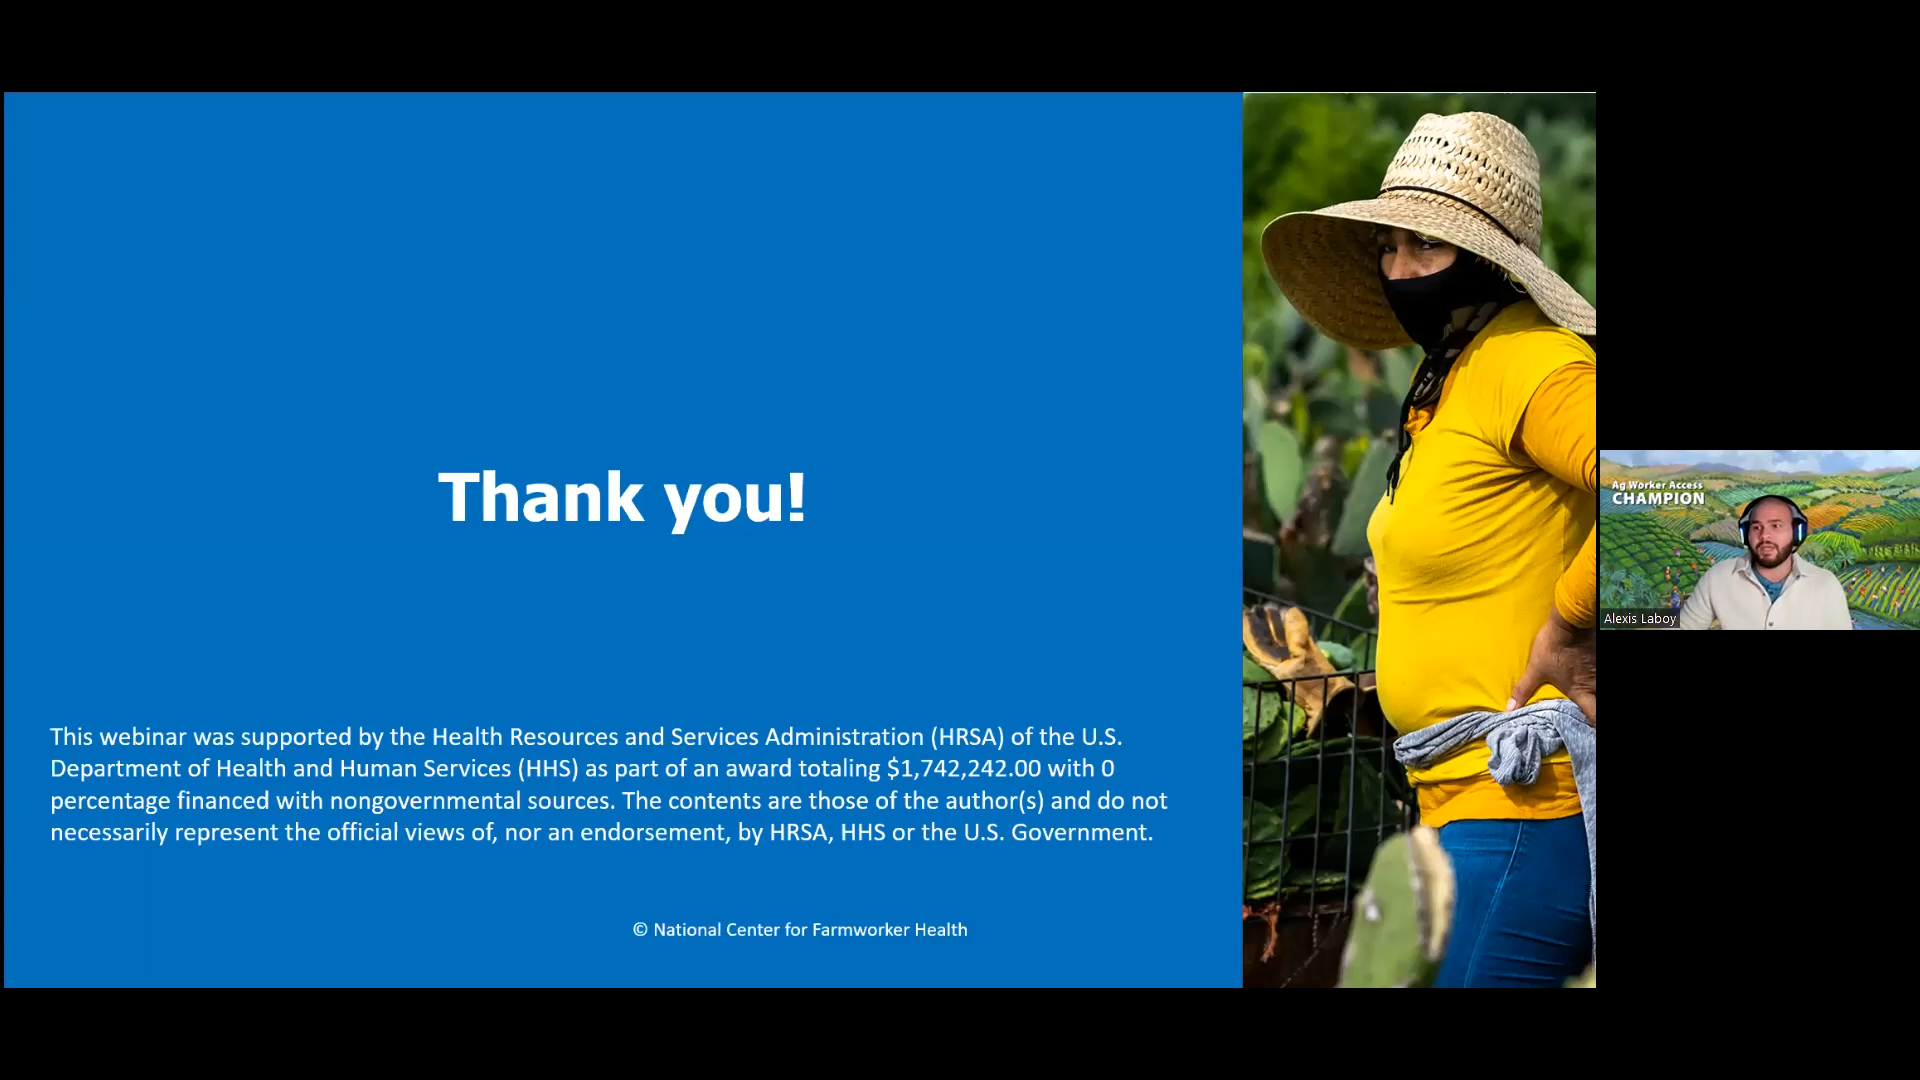 Thank you!
This webinar was supported by the Health Resources and Services Administration (HRSA) of the U.S.
Department of Health and Human Services (HHS) as part of an award totaling $1,742,242.00 with 0
percentage financed with nongovernmental sources. The contents are those of the author(s) and do not
necessarily represent the official views of, nor an endorsement, by HRSA, HHS or the U.S. Government.
© National Center for Farmworker Health
Ag Worker Access
CHAMPION
Alexis Laboy